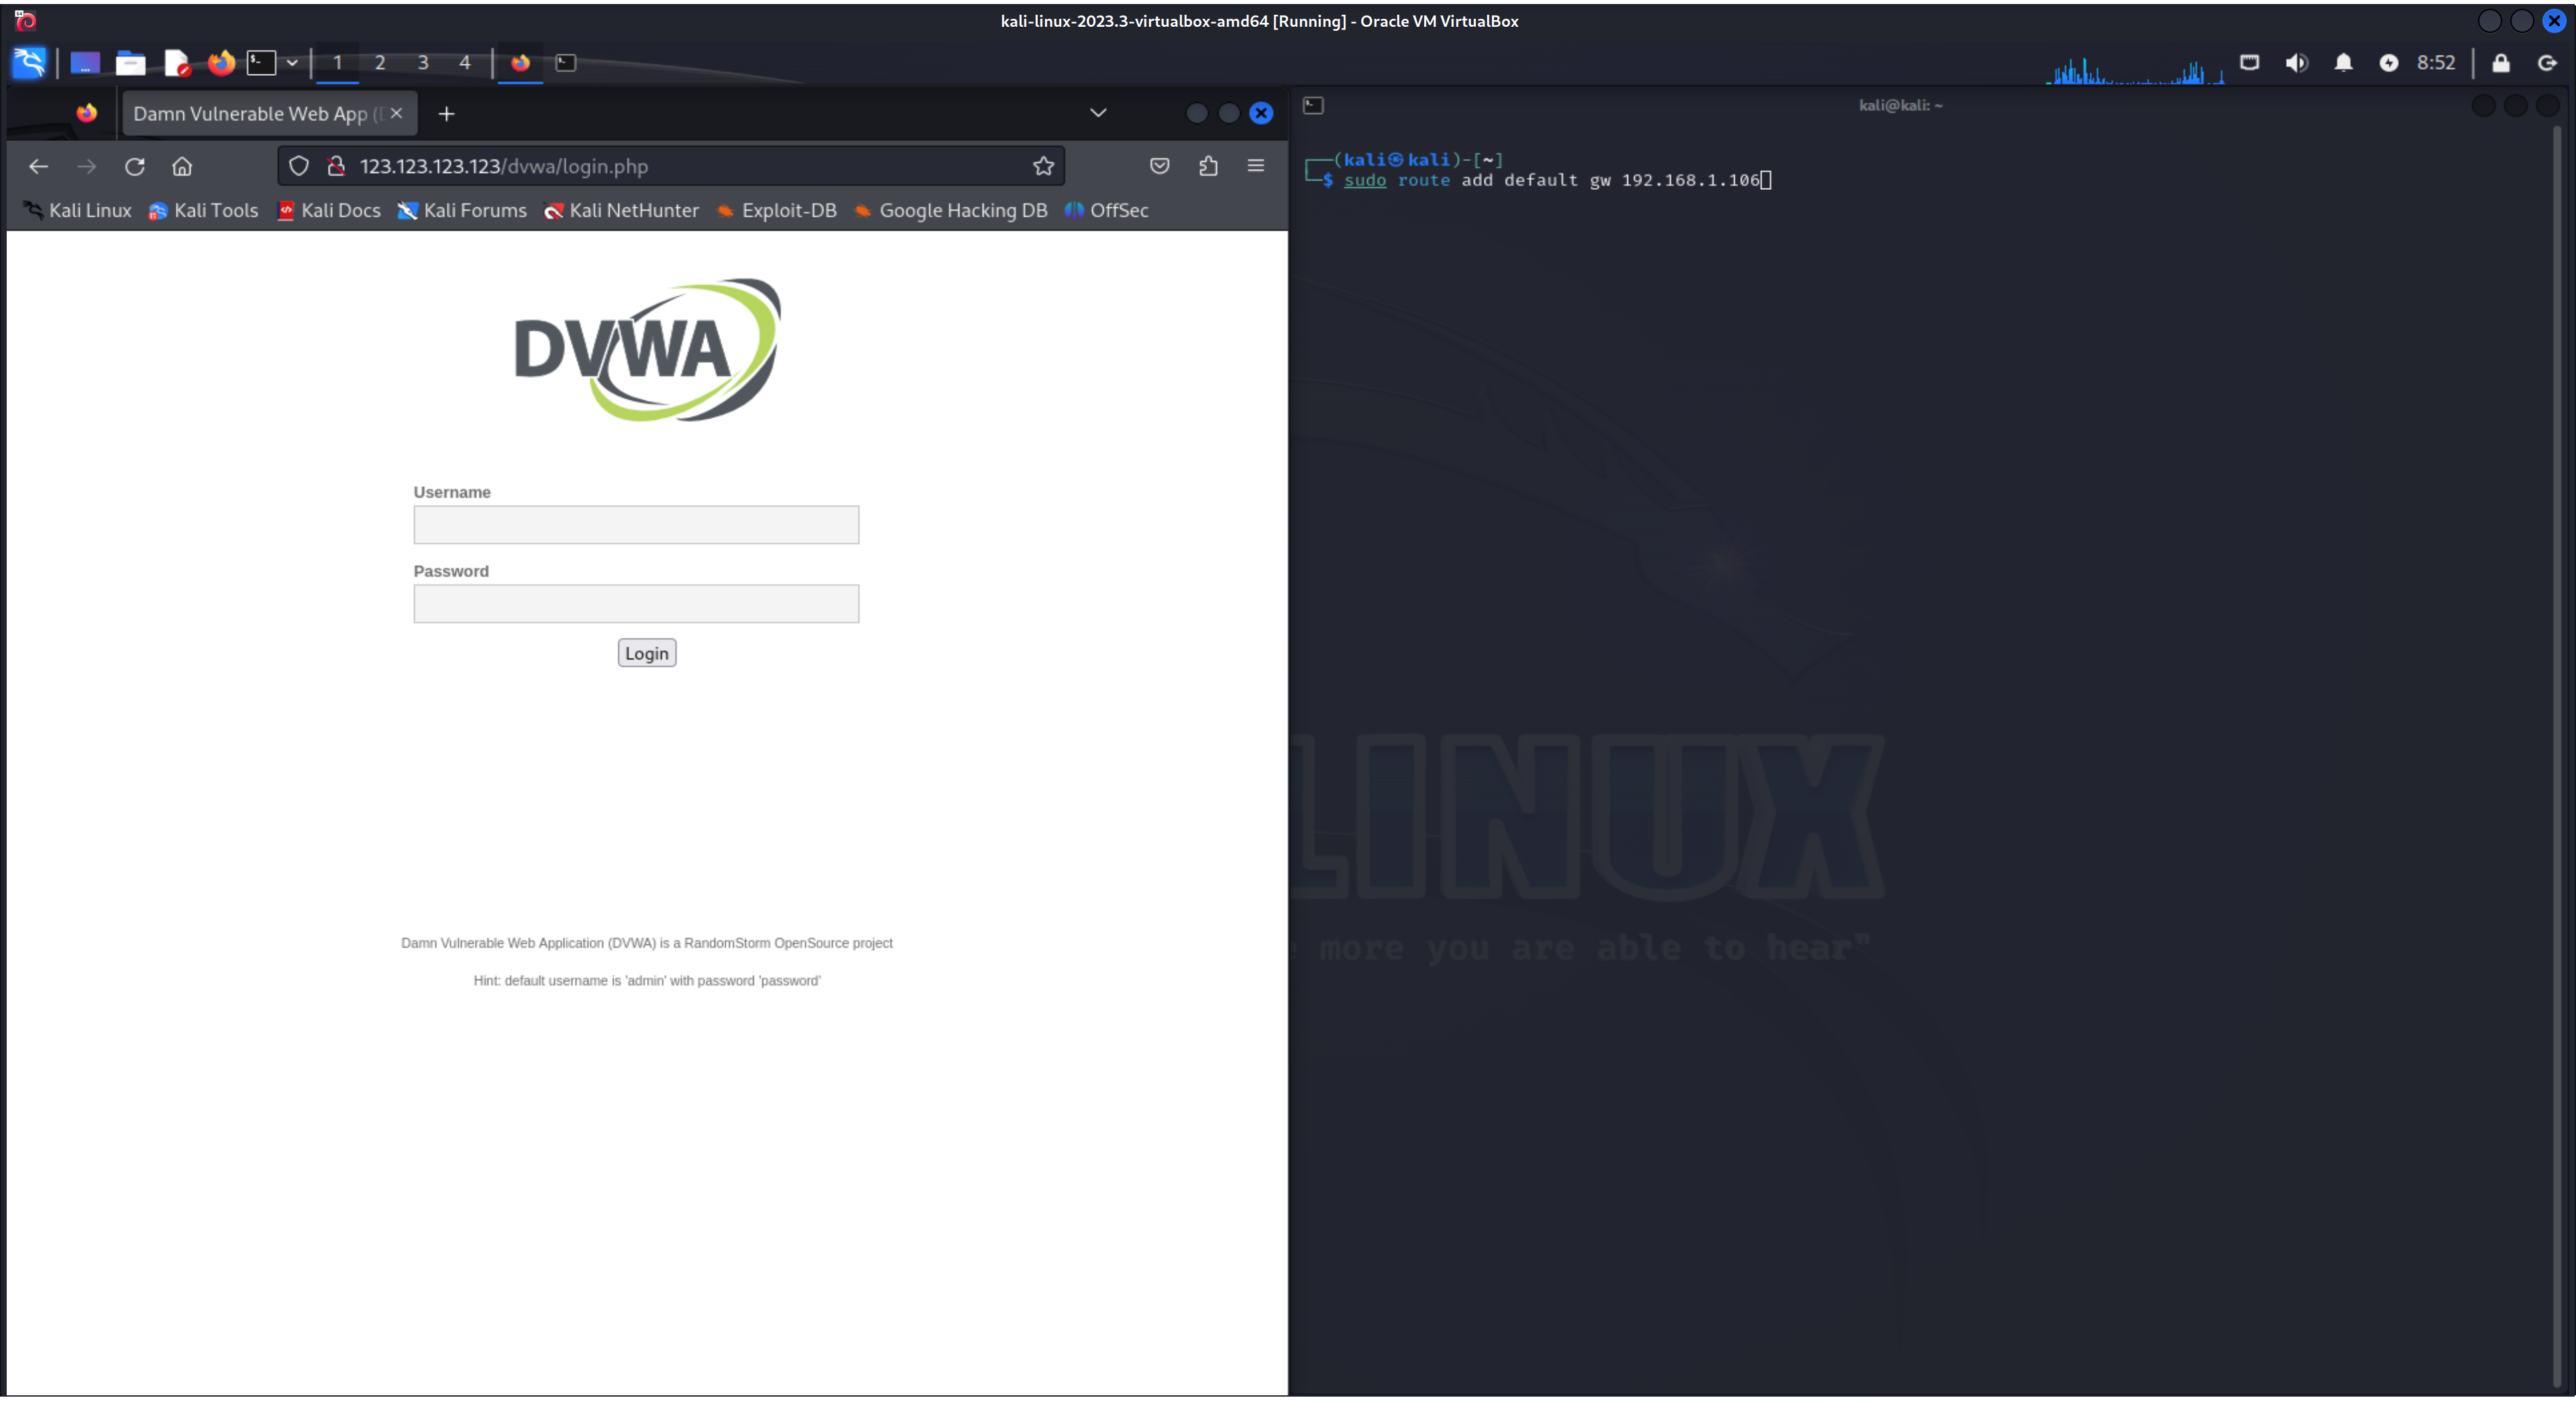 kali-linux-2023.3-virtualbox-amd64 [Running] - Oracle VM VirtualBox
1 2 3 4
8:52
Damn Vulnerable Web App (
123.123.123.123/dvwa/login.php
Kali Linux Kali Tools Kali Docs Kali Forums Kali NetHunter Exploit-DB Google Hacking DB OffSec
DVWA
Username
Password
Login
Damn Vulnerable Web Application (DVWA) is a RandomStorm OpenSource project
Hint: default username is 'admin' with password 'password'
kali@kali: ~
(kali㉿kali)-[~]
$ sudo route add default gw 192.168.1.106
LINUX
more you are able to hear"